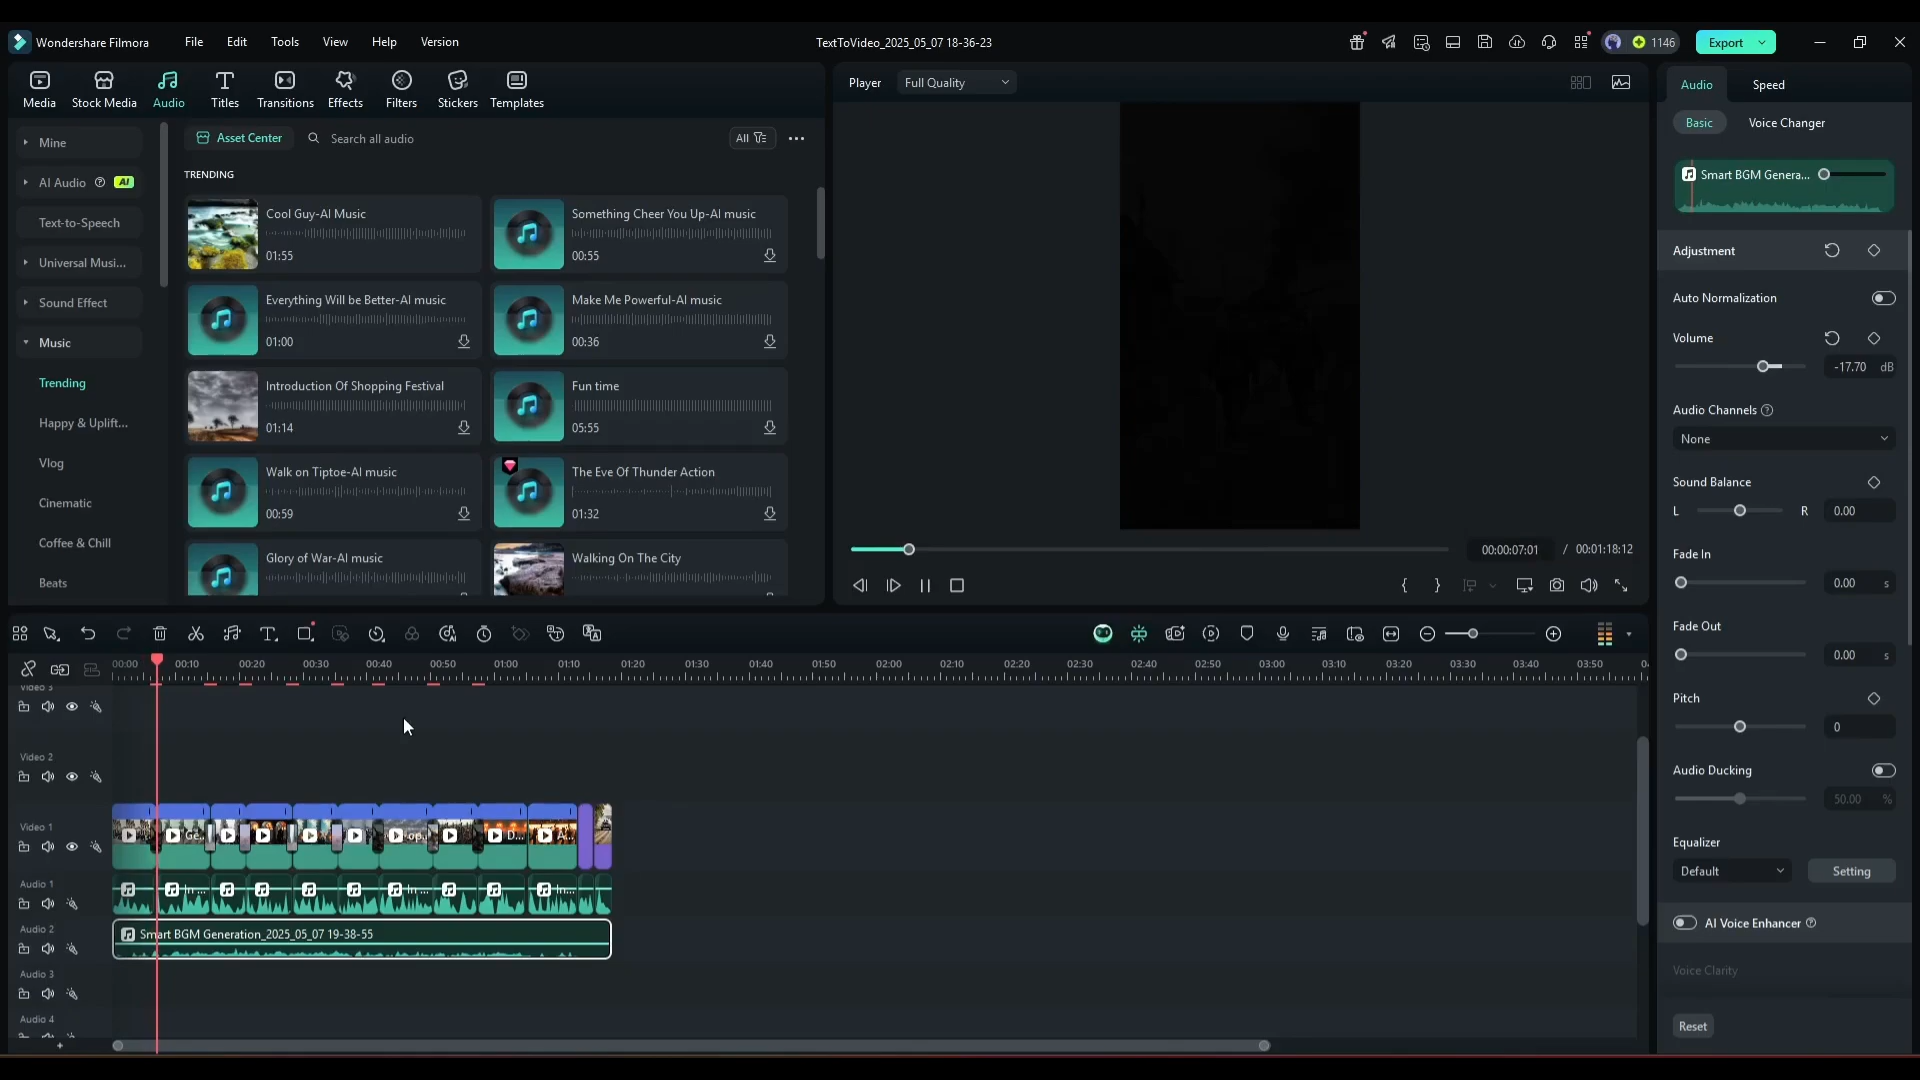 Wondershare Filmora File Edit Tools View Help Version TextToVideo_2025_05_07 18-36-23 1146 Export
Media Stock Media Audio Titles Transitions Effects Filters Stickers Templates
Player Full Quality
Audio Speed
Basic Voice Changer
Mine
AI Audio AI
Text-to-Speech
Universal Musi...
Sound Effect
Music
Trending
Happy & Uplift...
Vlog
Cinematic
Coffee & Chill
Beats
Asset Center Search all audio All
TRENDING
Cool Guy-AI Music
01:55
Something Cheer You Up-AI music
00:55
Everything Will be Better-AI music
01:00
Make Me Powerful-AI music
00:36
Introduction Of Shopping Festival
01:14
Fun time
05:55
Walk on Tiptoe-AI music
00:59
The Eve Of Thunder Action
01:32
Glory of War-AI music
Walking On The City
00:00:07:01 / 00:01:18:12
Smart BGM Genera...
Adjustment
Auto Normalization
Volume
-17.70 dB
Audio Channels
None
Sound Balance
L R 0.00
Fade In
0.00 s
Fade Out
0.00 s
Pitch
0
Audio Ducking
50.00 %
Equalizer
Default Setting
AI Voice Enhancer
Voice Clarity
Reset
00:00 00:10 00:20 00:30 00:40 00:50 01:00 01:10 01:20 01:30 01:40 01:50 02:00 02:10 02:20 02:30 02:40 02:50 03:00 03:10 03:20 03:30 03:40 03:50
Video 3
Video 2
Video 1
Ge... op... D... A...
Audio 1
In ... In ... In...
Audio 2
Smart BGM Generation_2025_05_07 19-38-55
Audio 3
Audio 4